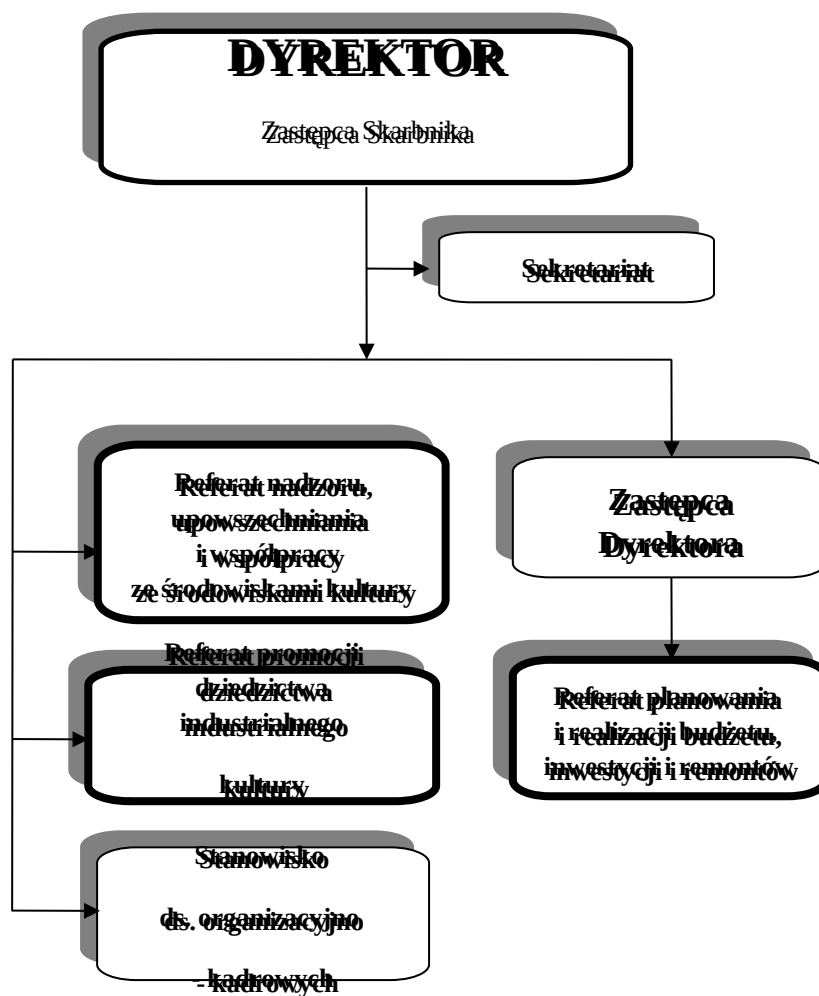 DYREKTOR
Zastępca Skarbnika
Sekretariat
Referat nadzoru,
upowszechniania
i współpracy
ze środowiskami kultury
Zastępca
Dyrektora
Referat promocji
dziedzictwa
industrialnego
kultury
Referat planowania
i realizacji budżetu,
inwestycji i remontów
Stanowisko
ds. organizacyjno
- kadrowych